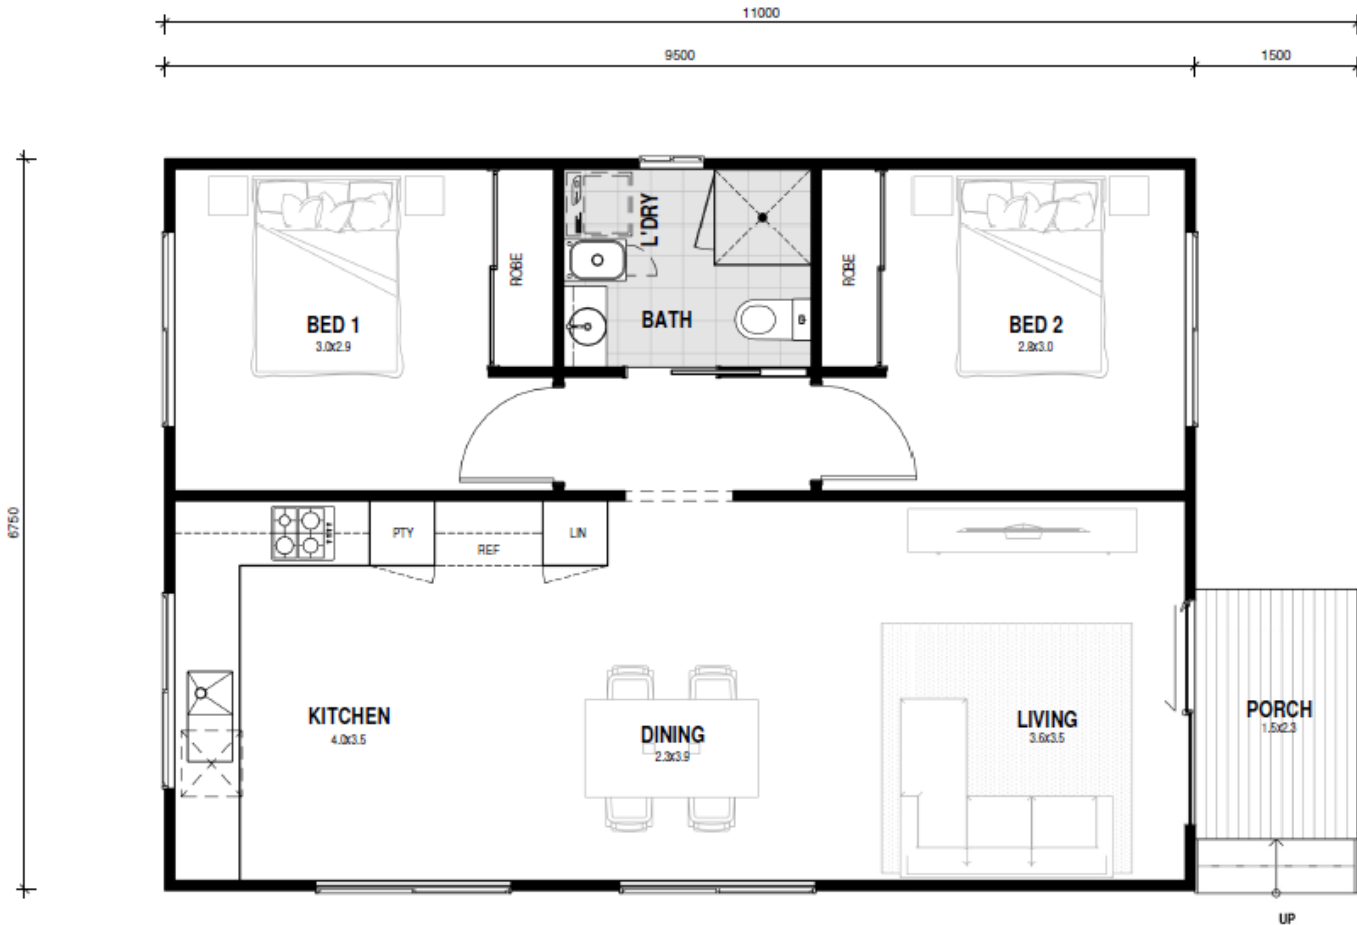 11000
9500
1500
6750
L'DRY
ROBE
ROBE
BED 1
3.0x2.9
BATH
BED 2
2.8x3.0
PTY
REF
LIN
KITCHEN
4.0x3.5
DINING
2.3x3.9
LIVING
3.6x3.5
PORCH
1.5x2.3
UP